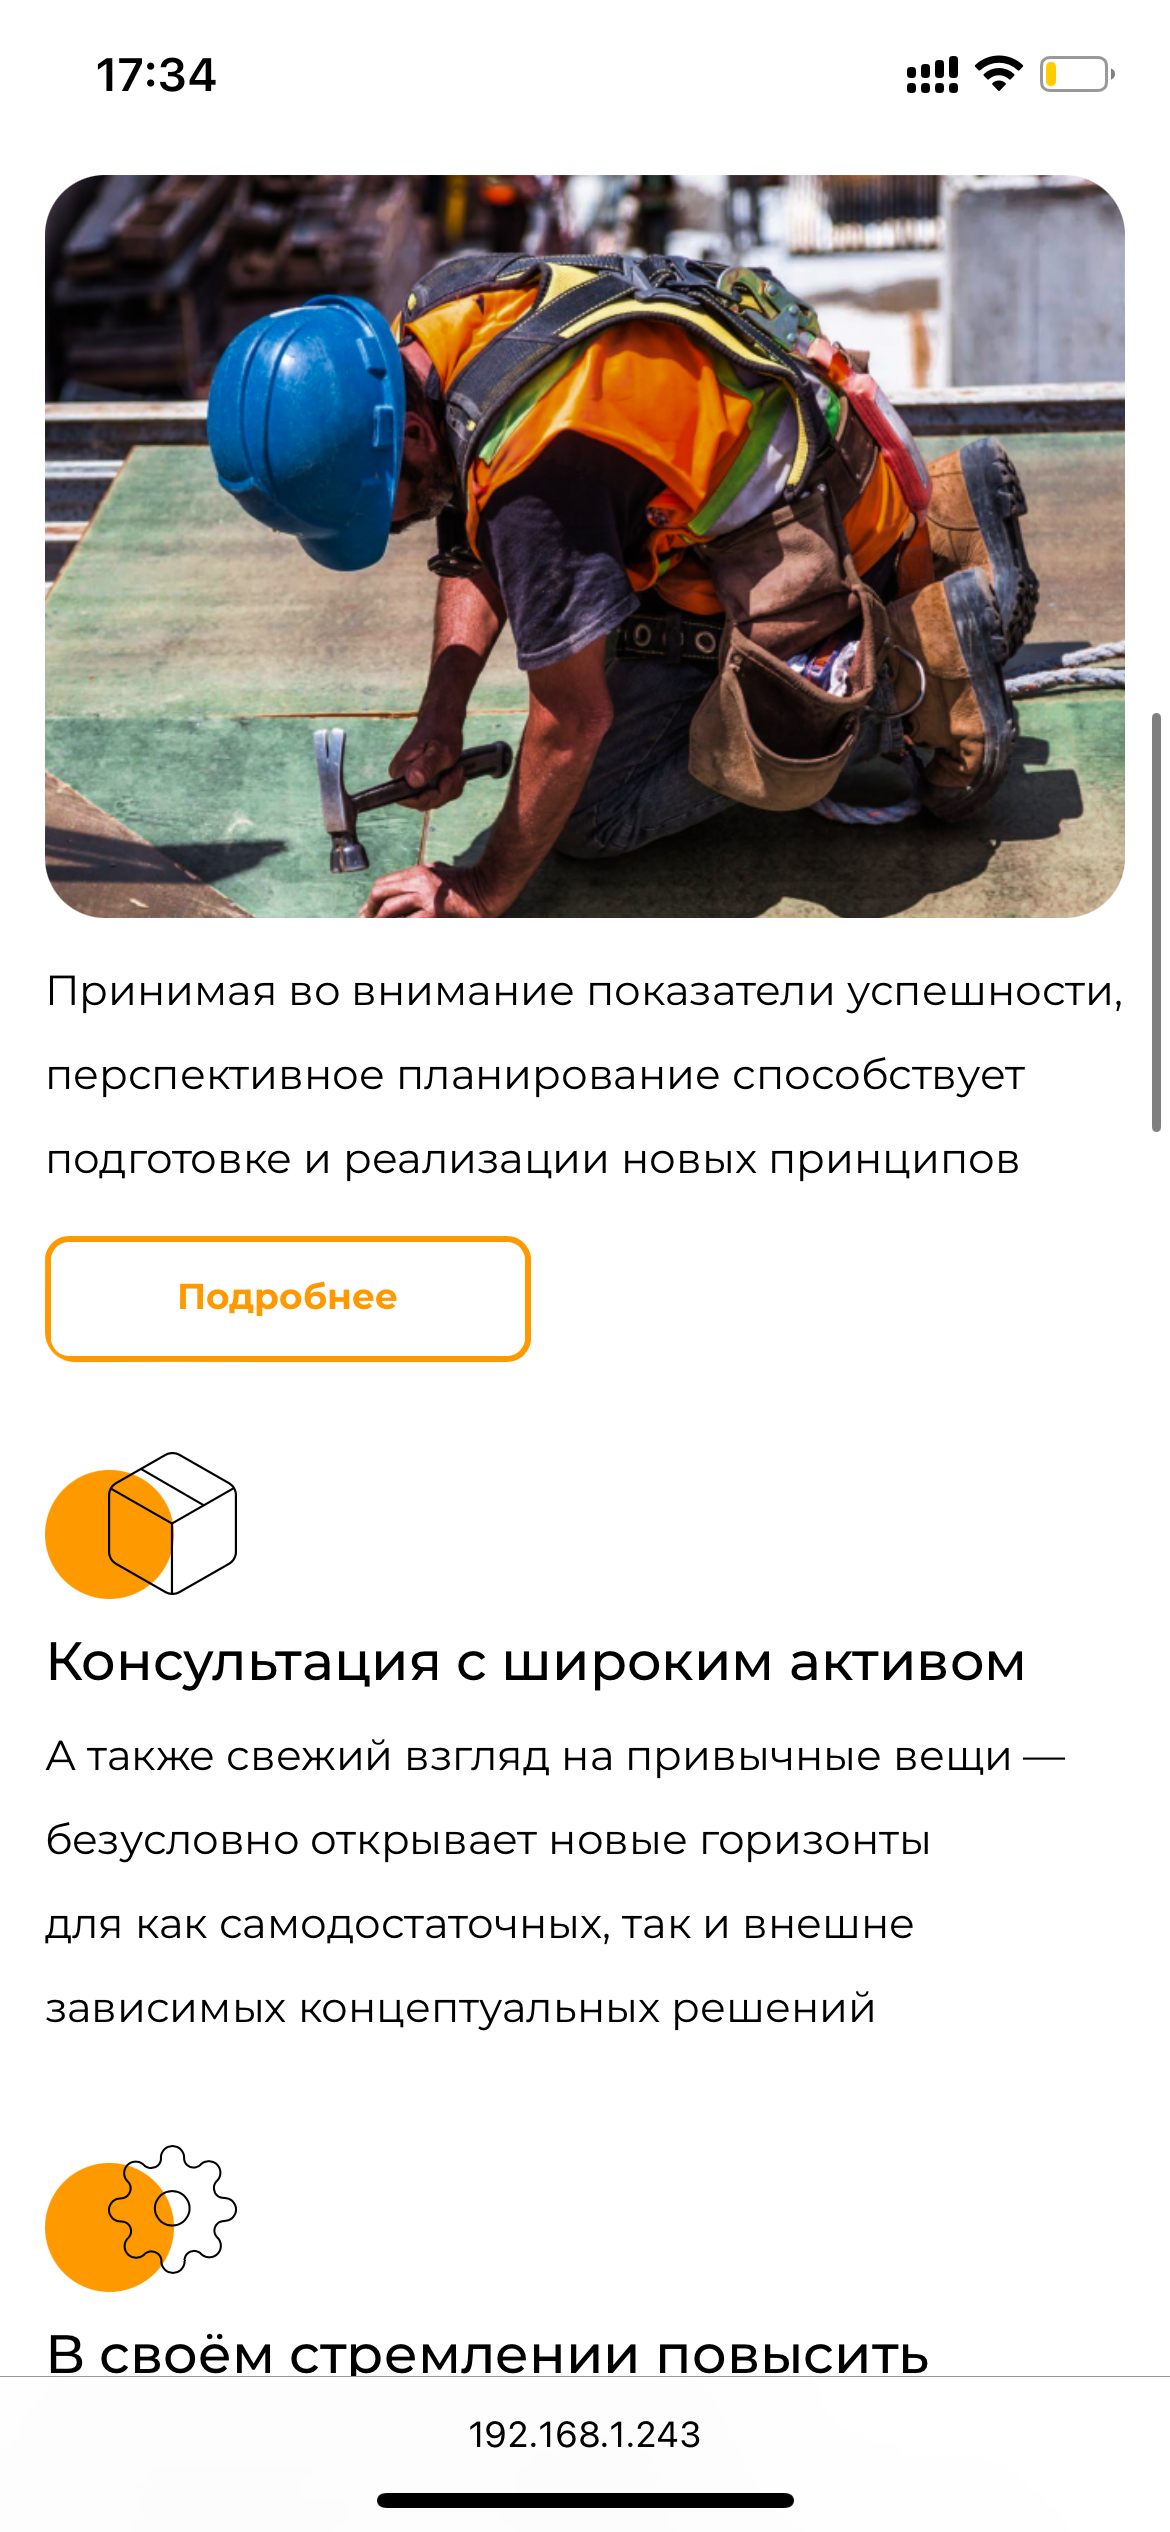 17:34
Принимая во внимание показатели успешности,
перспективное планирование способствует
подготовке и реализации новых принципов
Подробнее
Консультация с широким активом
А также свежий взгляд на привычные вещи —
безусловно открывает новые горизонты
для как самодостаточных, так и внешне
зависимых концептуальных решений
В своём стремлении повысить
192.168.1.243